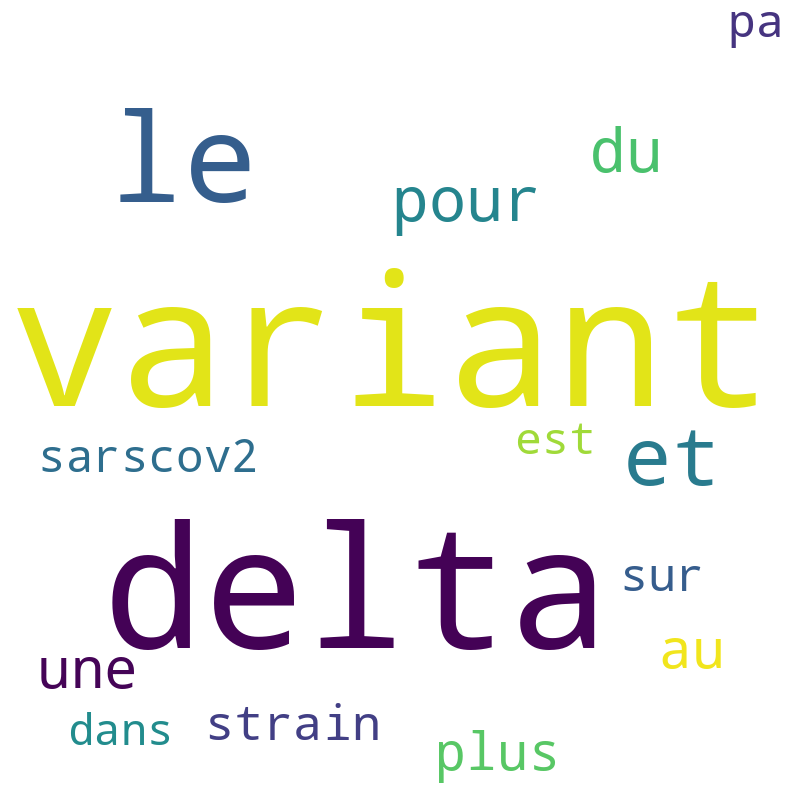 pa
le
du
pour
variant
est
et
sarscov2
delta
sur
au
une
strain
dans
plus